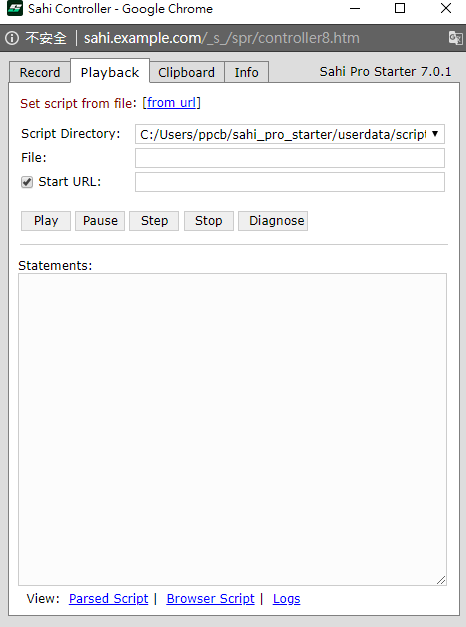 Sahi Controller - Google Chrome
不安全 | sahi.example.com/_s_/spr/controller8.htm
Record Playback Clipboard Info Sahi Pro Starter 7.0.1
Set script from file: [from url]
Script Directory: C:/Users/ppcb/sahi_pro_starter/userdata/script
File:
Start URL:
Play Pause Step Stop Diagnose
Statements:
View: Parsed Script | Browser Script | Logs